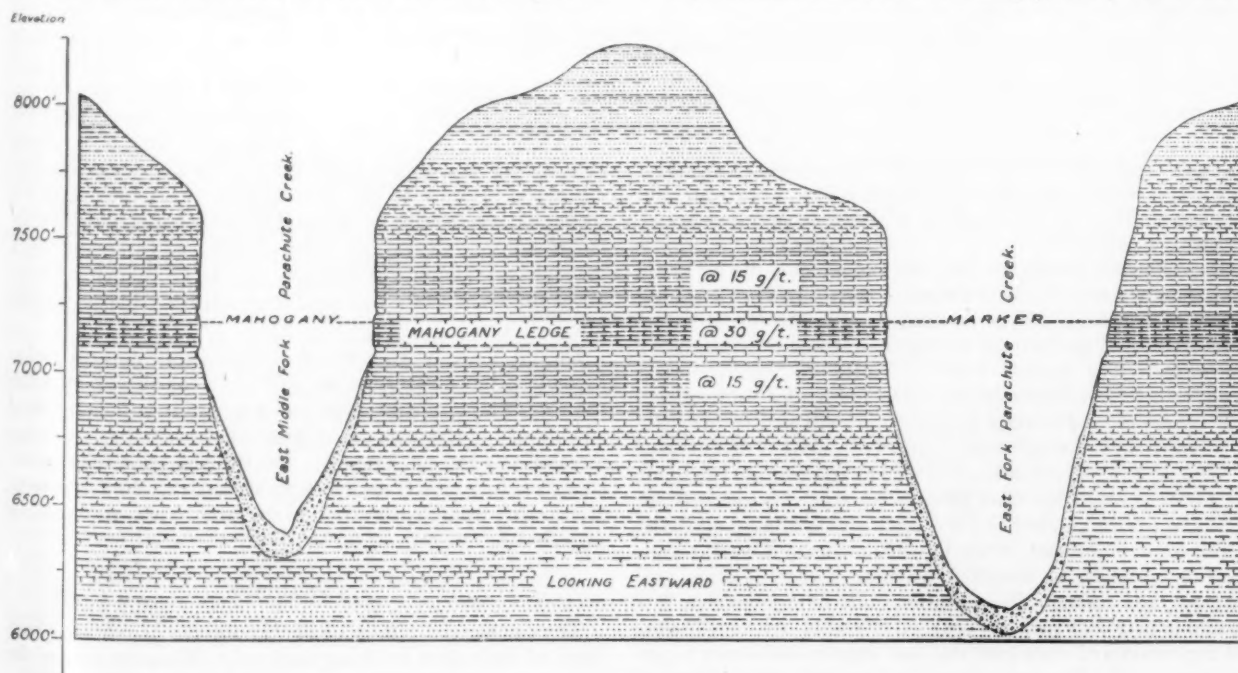 Elevation
8000'
7500'
7000'
6500'
6000'
East Middle Fork Parachute Creek.
East Fork Parachute Creek.
@ 15 g/t.
MAHOGANY
MARKER
MAHOGANY LEDGE
@ 30 g/t.
@ 15 g/t.
LOOKING EASTWARD